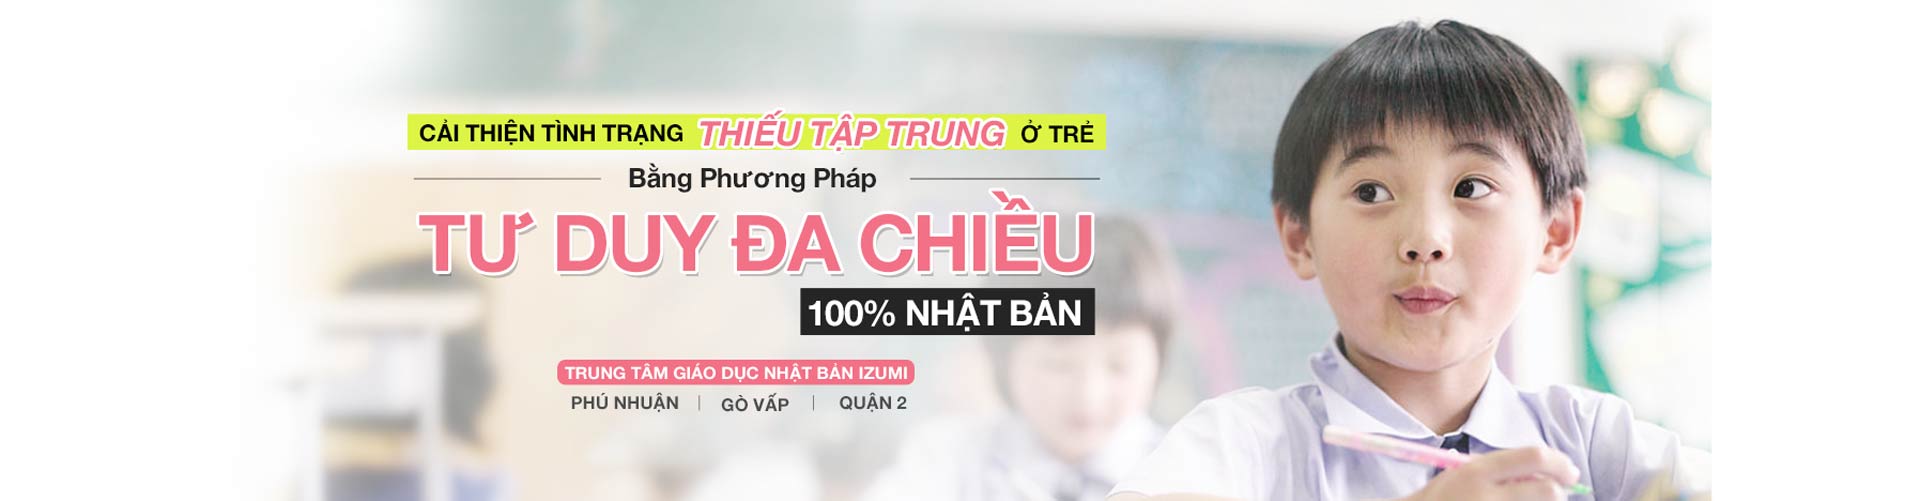 CẢI THIỆN TÌNH TRẠNG THIẾU TẬP TRUNG Ở TRẺ
Bằng Phương Pháp
TƯ DUY ĐA CHIỀU
100% NHẬT BẢN
TRUNG TÂM GIÁO DỤC NHẬT BẢN IZUMI
PHÚ NHUẬN | GÒ VẤP | QUẬN 2